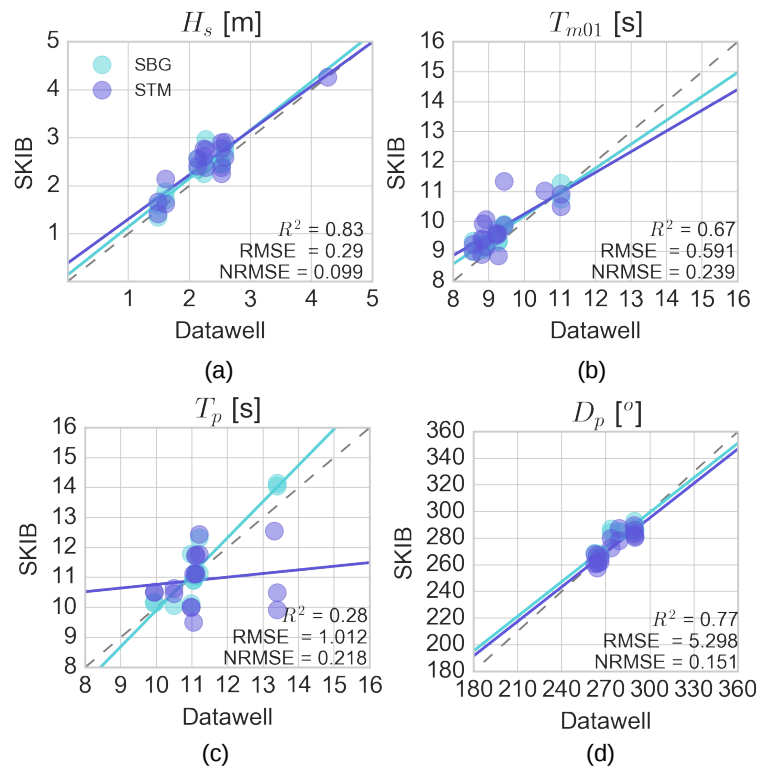 H_s [m]
5
4
3
2
1
SKIB
SBG
STM
R² = 0.83
RMSE = 0.29
NRMSE = 0.099
1 2 3 4 5
Datawell
(a)
T_m01 [s]
16
15
14
13
12
11
10
9
8
SKIB
R² = 0.67
RMSE = 0.591
NRMSE = 0.239
8 9 10 11 12 13 14 15 16
Datawell
(b)
T_p [s]
16
15
14
13
12
11
10
9
8
SKIB
R² = 0.28
RMSE = 1.012
NRMSE = 0.218
8 9 10 11 12 13 14 15 16
Datawell
(c)
D_p [°]
360
340
320
300
280
260
240
220
200
180
SKIB
R² = 0.77
RMSE = 5.298
NRMSE = 0.151
180 210 240 270 300 330 360
Datawell
(d)